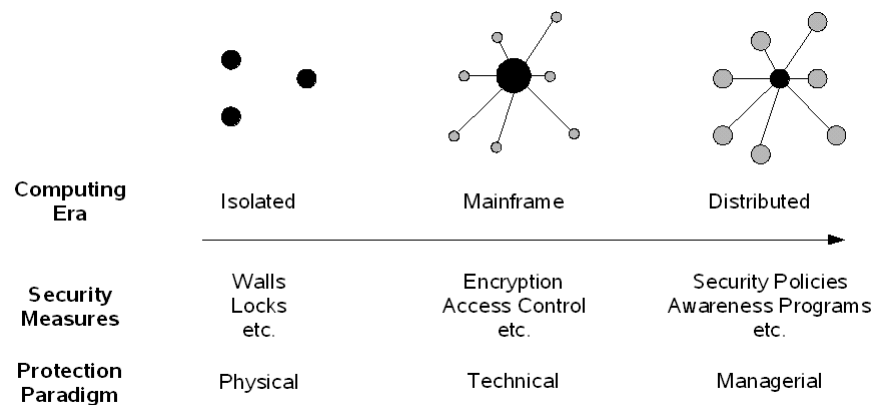 Computing
Era
Isolated
Mainframe
Distributed
Security
Measures
Walls
Locks
etc.
Encryption
Access Control
etc.
Security Policies
Awareness Programs
etc.
Protection
Paradigm
Physical
Technical
Managerial